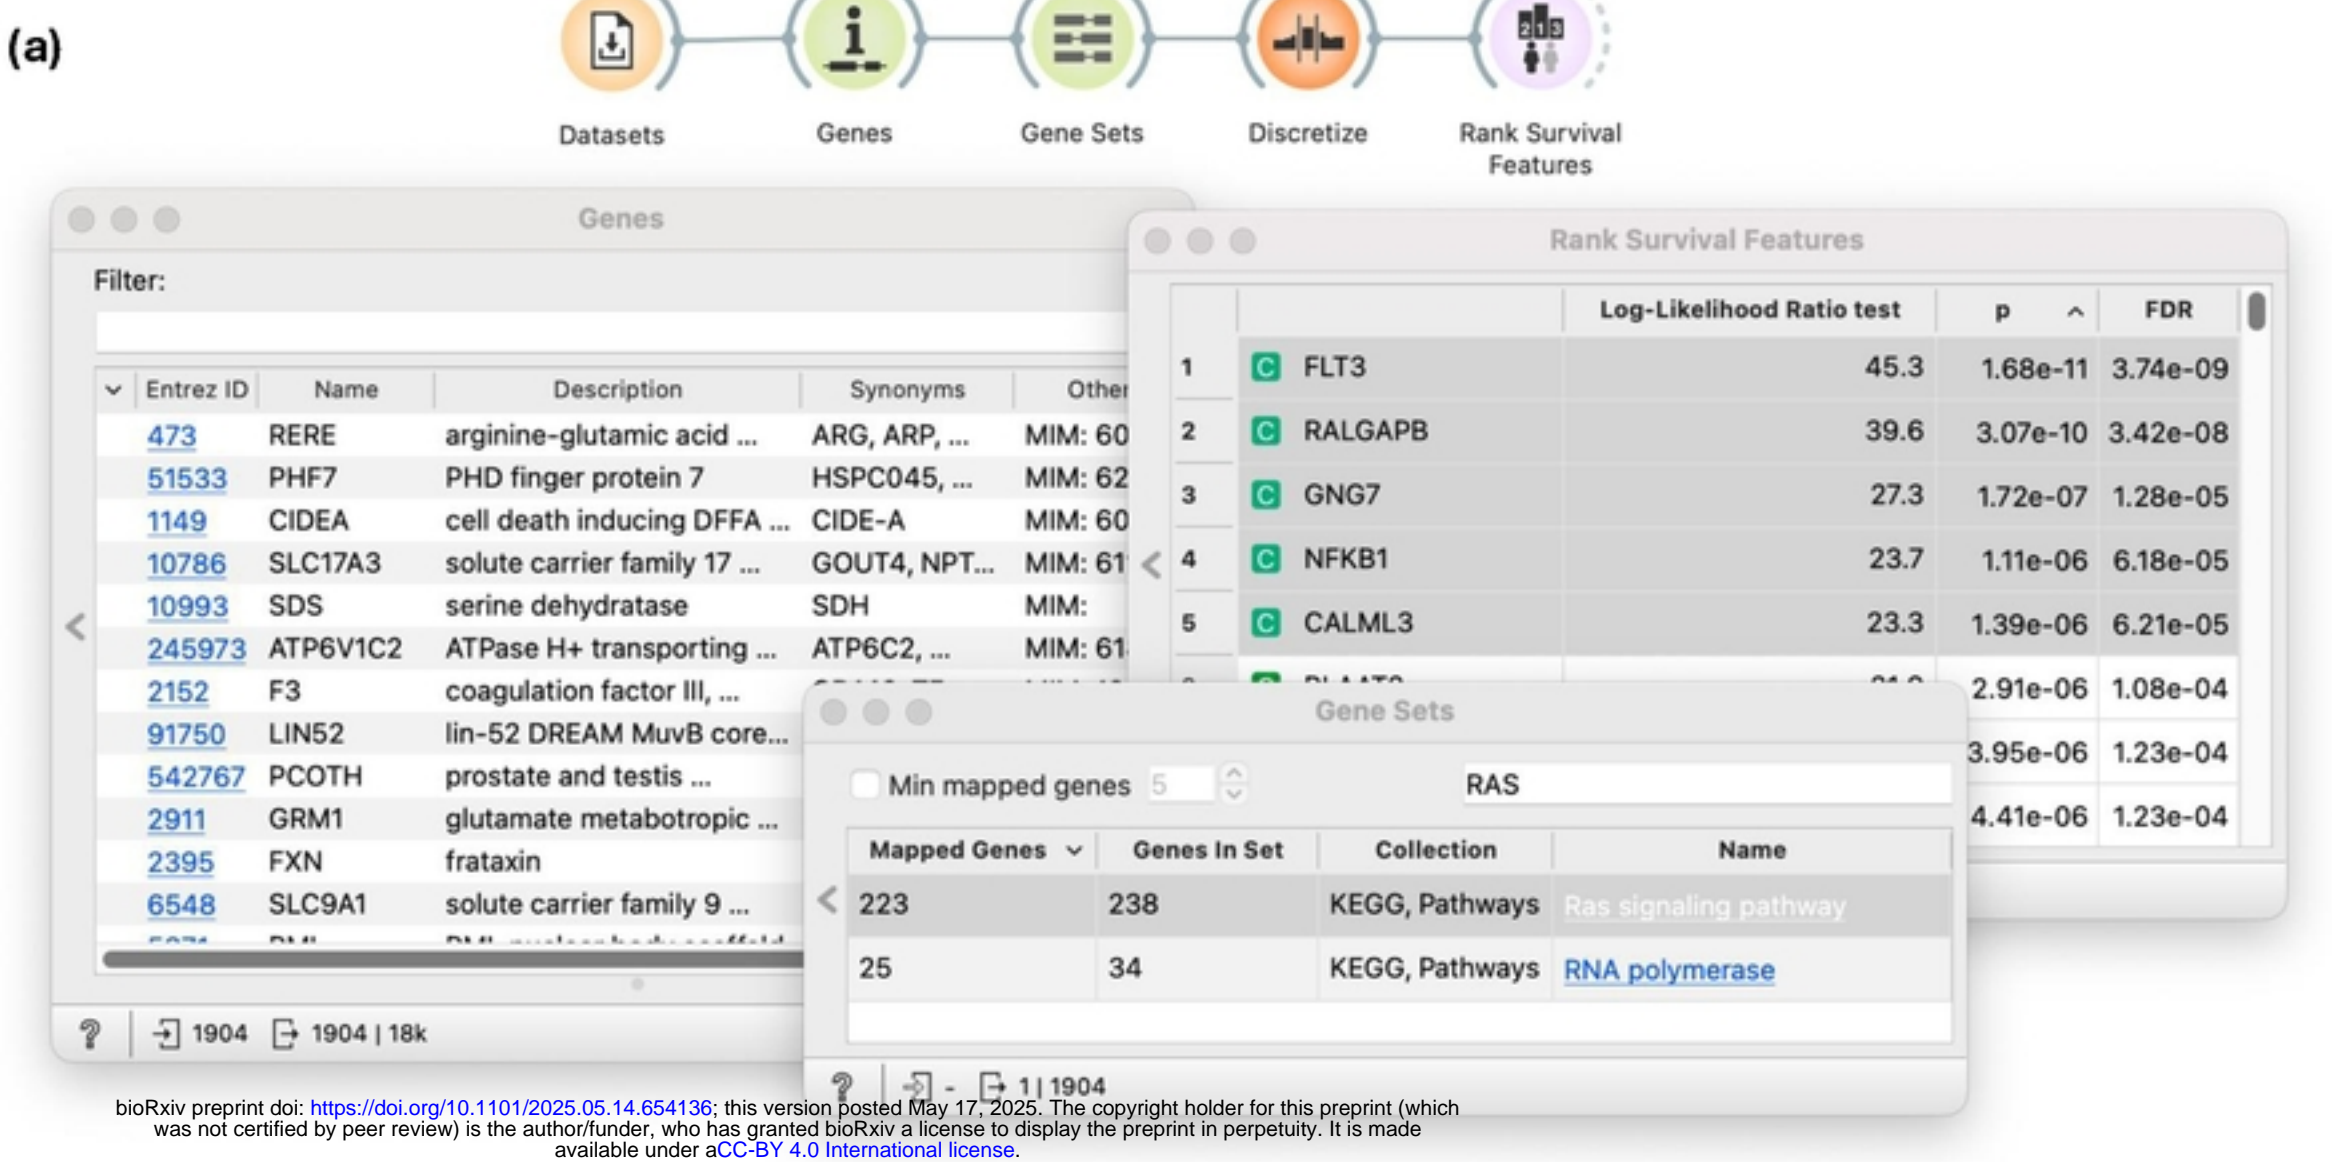 (a)
Datasets
Genes
Gene Sets
Discretize
Rank Survival
Features
Genes
Filter:
Entrez ID Name Description Synonyms Other
473 RERE arginine-glutamic acid ... ARG, ARP, ... MIM: 60
51533 PHF7 PHD finger protein 7 HSPC045, ... MIM: 62
1149 CIDEA cell death inducing DFFA ... CIDE-A MIM: 60
10786 SLC17A3 solute carrier family 17 ... GOUT4, NPT... MIM: 61
10993 SDS serine dehydratase SDH MIM:
245973 ATP6V1C2 ATPase H+ transporting ... ATP6C2, ... MIM: 61
2152 F3 coagulation factor III, ...
91750 LIN52 lin-52 DREAM MuvB core...
542767 PCOTH prostate and testis ...
2911 GRM1 glutamate metabotropic ...
2395 FXN frataxin
6548 SLC9A1 solute carrier family 9 ...
? 1904 1904 | 18k
Rank Survival Features
Log-Likelihood Ratio test p FDR
1 C FLT3 45.3 1.68e-11 3.74e-09
2 C RALGAPB 39.6 3.07e-10 3.42e-08
3 C GNG7 27.3 1.72e-07 1.28e-05
4 C NFKB1 23.7 1.11e-06 6.18e-05
5 C CALML3 23.3 1.39e-06 6.21e-05
2.91e-06 1.08e-04
3.95e-06 1.23e-04
4.41e-06 1.23e-04
Gene Sets
Min mapped genes 5 RAS
Mapped Genes Genes In Set Collection Name
223 238 KEGG, Pathways Ras signaling pathway
25 34 KEGG, Pathways RNA polymerase
? - 1 | 1904
bioRxiv preprint doi: https://doi.org/10.1101/2025.05.14.654136; this version posted May 17, 2025. The copyright holder for this preprint (which
was not certified by peer review) is the author/funder, who has granted bioRxiv a license to display the preprint in perpetuity. It is made
available under aCC-BY 4.0 International license.